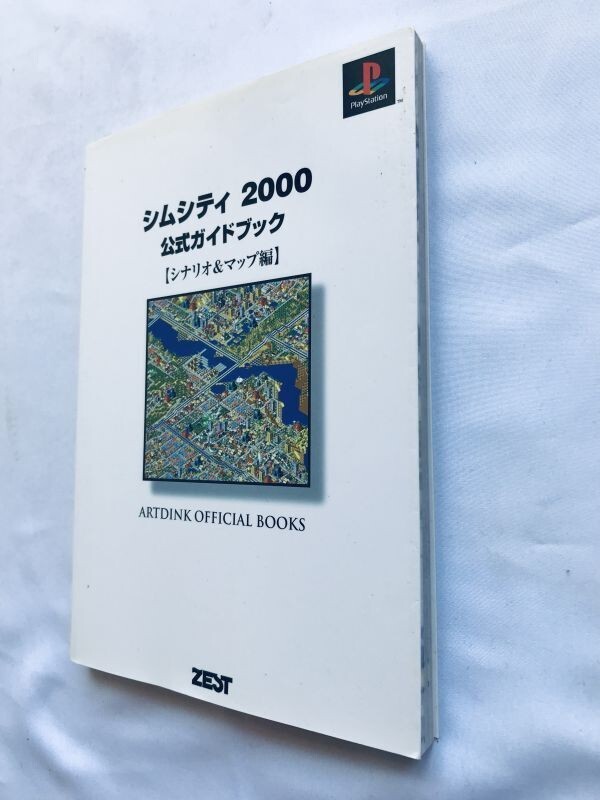 PlayStation
TM
シムシティ 2000
公式ガイドブック
【シナリオ&マップ編】
ARTDINK OFFICIAL BOOKS
ZEST